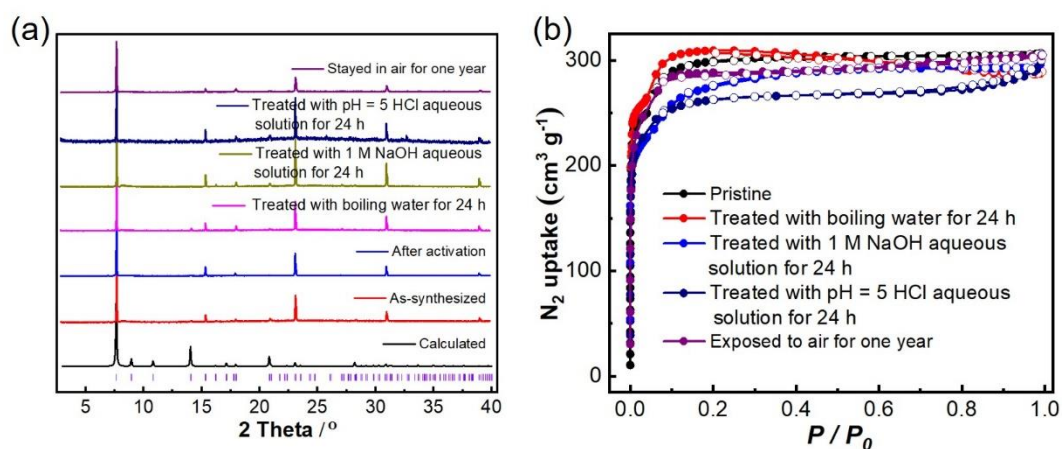 (a)
Stayed in air for one year
Treated with pH = 5 HCl aqueous
solution for 24 h
Treated with 1 M NaOH aqueous
solution for 24 h
Treated with boiling water for 24 h
After activation
As-synthesized
Calculated
5 10 15 20 25 30 35 40
2 Theta / °
(b)
N2 uptake (cm3 g-1)
300
200
100
0
Pristine
Treated with boiling water for 24 h
Treated with 1 M NaOH aqueous
solution for 24 h
Treated with pH = 5 HCl aqueous
solution for 24 h
Exposed to air for one year
0.0 0.2 0.4 0.6 0.8 1.0
P / P0